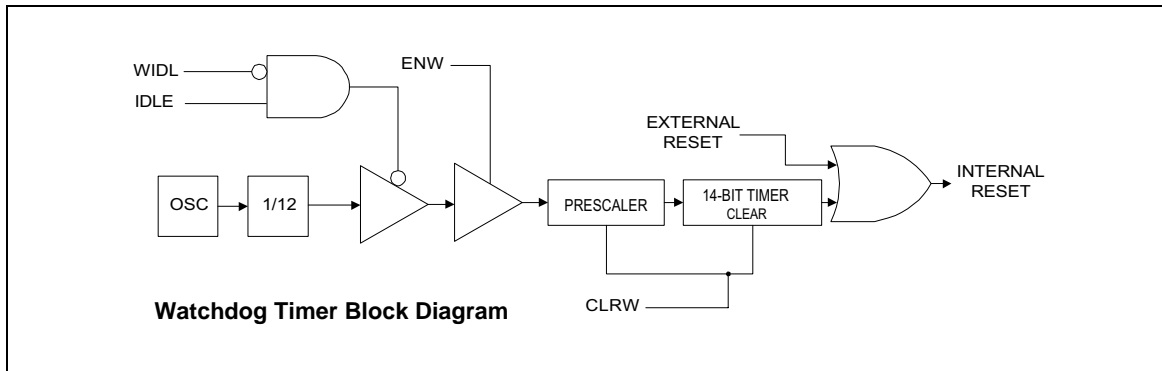 WIDL
IDLE
ENW
EXTERNAL
RESET
INTERNAL
RESET
OSC
1/12
PRESCALER
14-BIT TIMER
CLEAR
CLRW
Watchdog Timer Block Diagram